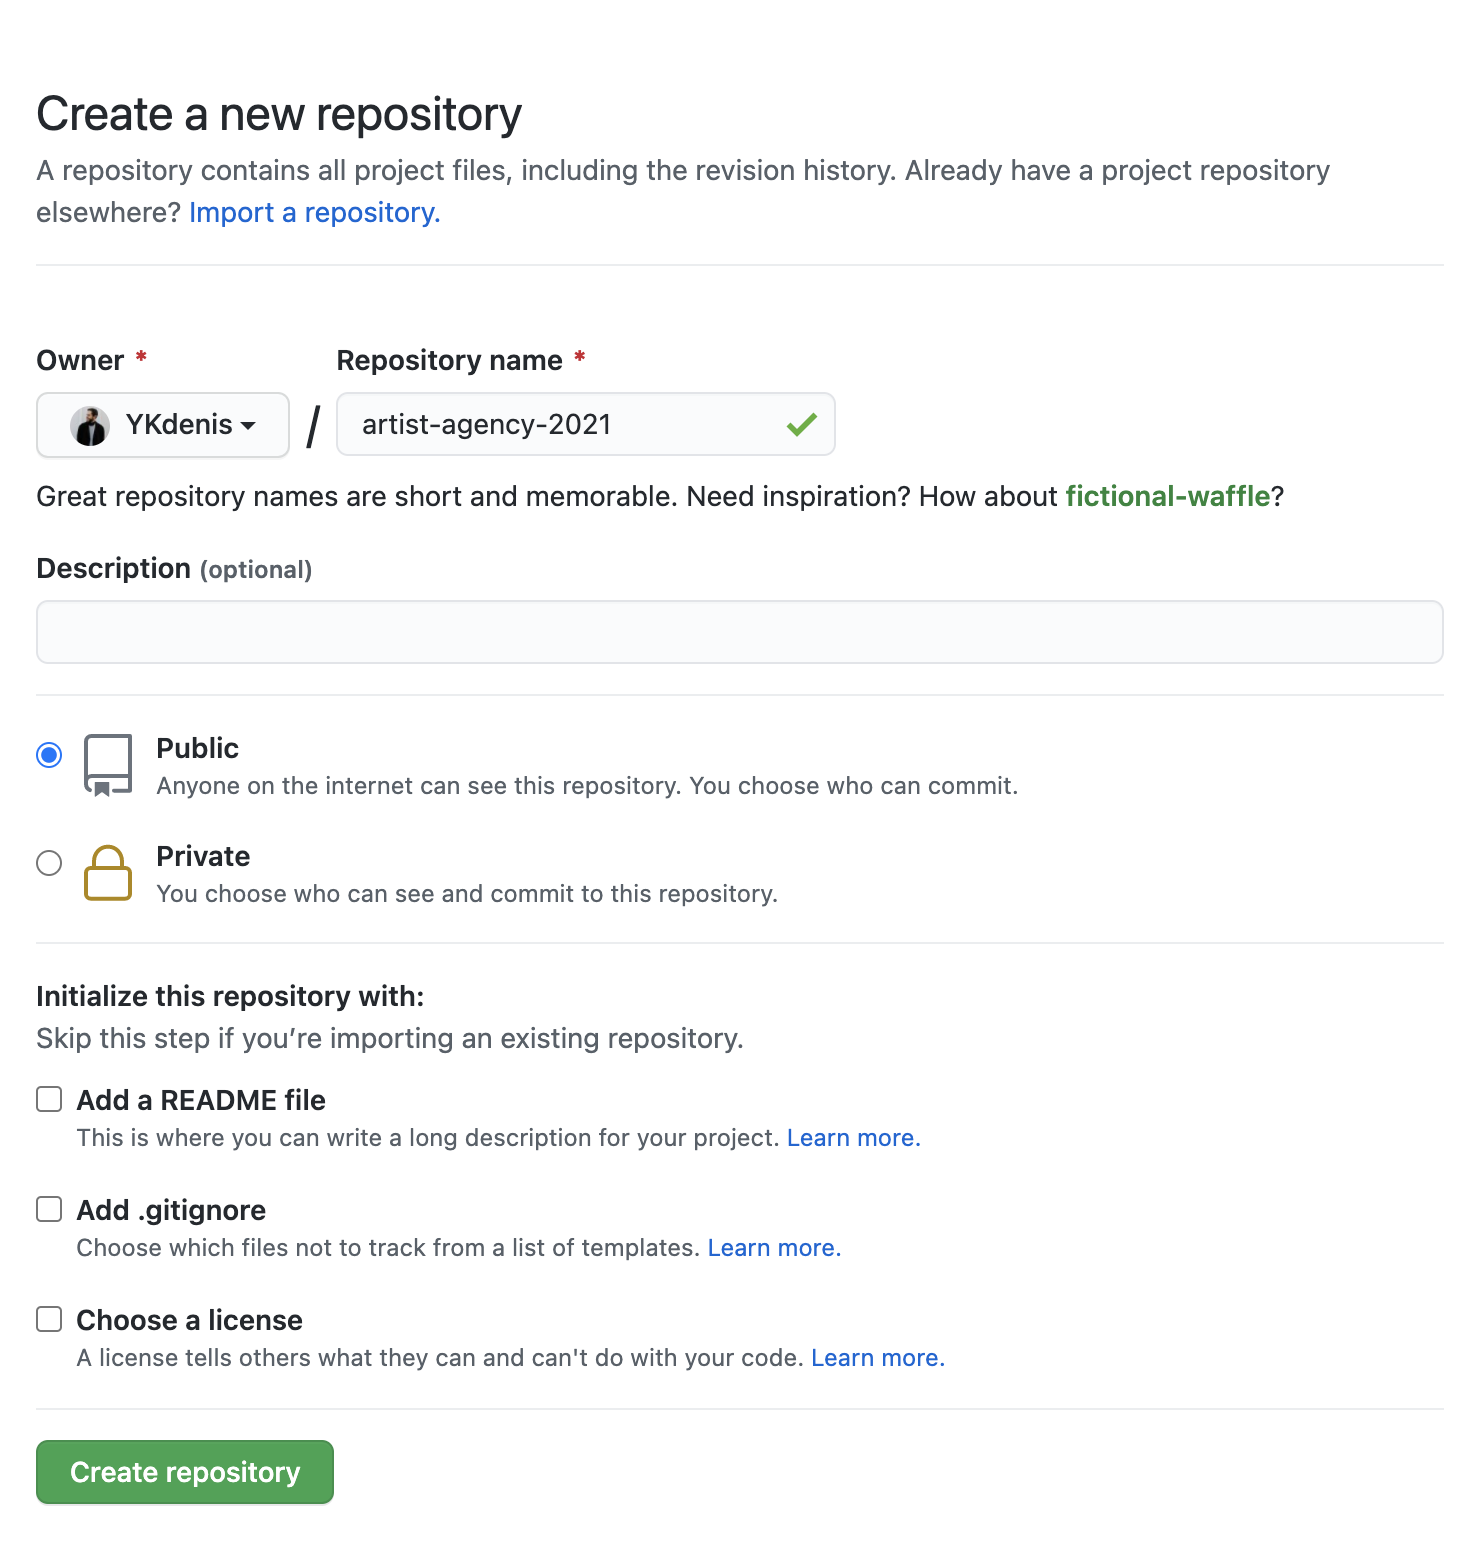 Create a new repository
A repository contains all project files, including the revision history. Already have a project repository
elsewhere? Import a repository.
Owner *
Repository name *
YKdenis
/
artist-agency-2021
Great repository names are short and memorable. Need inspiration? How about fictional-waffle?
Description (optional)
Public
Anyone on the internet can see this repository. You choose who can commit.
Private
You choose who can see and commit to this repository.
Initialize this repository with:
Skip this step if you’re importing an existing repository.
Add a README file
This is where you can write a long description for your project. Learn more.
Add .gitignore
Choose which files not to track from a list of templates. Learn more.
Choose a license
A license tells others what they can and can't do with your code. Learn more.
Create repository